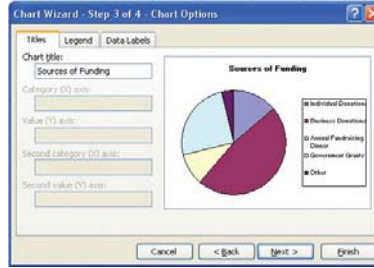 Chart Wizard - Step 3 of 4 - Chart Options
Titles Legend Data Labels
Chart title:
Sources of Funding
Category (X) axis:
Value (Y) axis:
Second category (X) axis:
Second value (Y) axis:
Sources of Funding
Individual Donations
Business Donations
Annual Fundraising
Dinner
Government Grants
Other
Cancel < Back Next > Finish